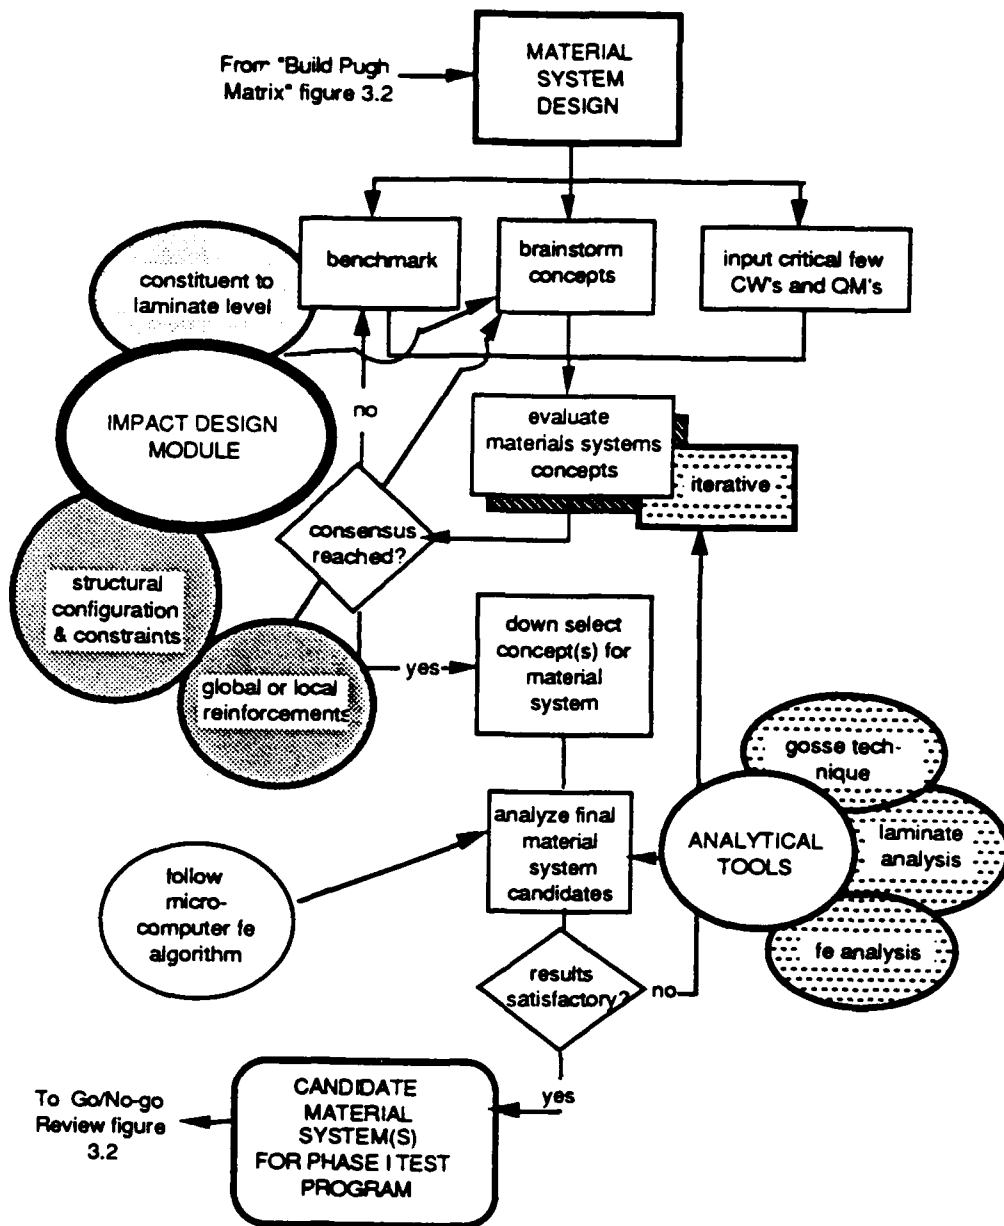 MATERIAL
SYSTEM
DESIGN
From "Build Pugh
Matrix" figure 3.2
benchmark
brainstorm
concepts
input critical few
CW's and QM's
constituent to
laminate level
no
IMPACT DESIGN
MODULE
evaluate
materials systems
concepts
iterative
consensus
reached?
structural
configuration
& constraints
down select
concept(s) for
material
system
yes
global or local
reinforcements
gosse tech-
nique
analyze final
material
system
candidates
ANALYTICAL
TOOLS
laminate
analysis
follow
micro-
computer fe
algorithm
fe analysis
results
satisfactory?
no
yes
To Go/No-go
Review figure
3.2
CANDIDATE
MATERIAL
SYSTEM(S)
FOR PHASE I TEST
PROGRAM